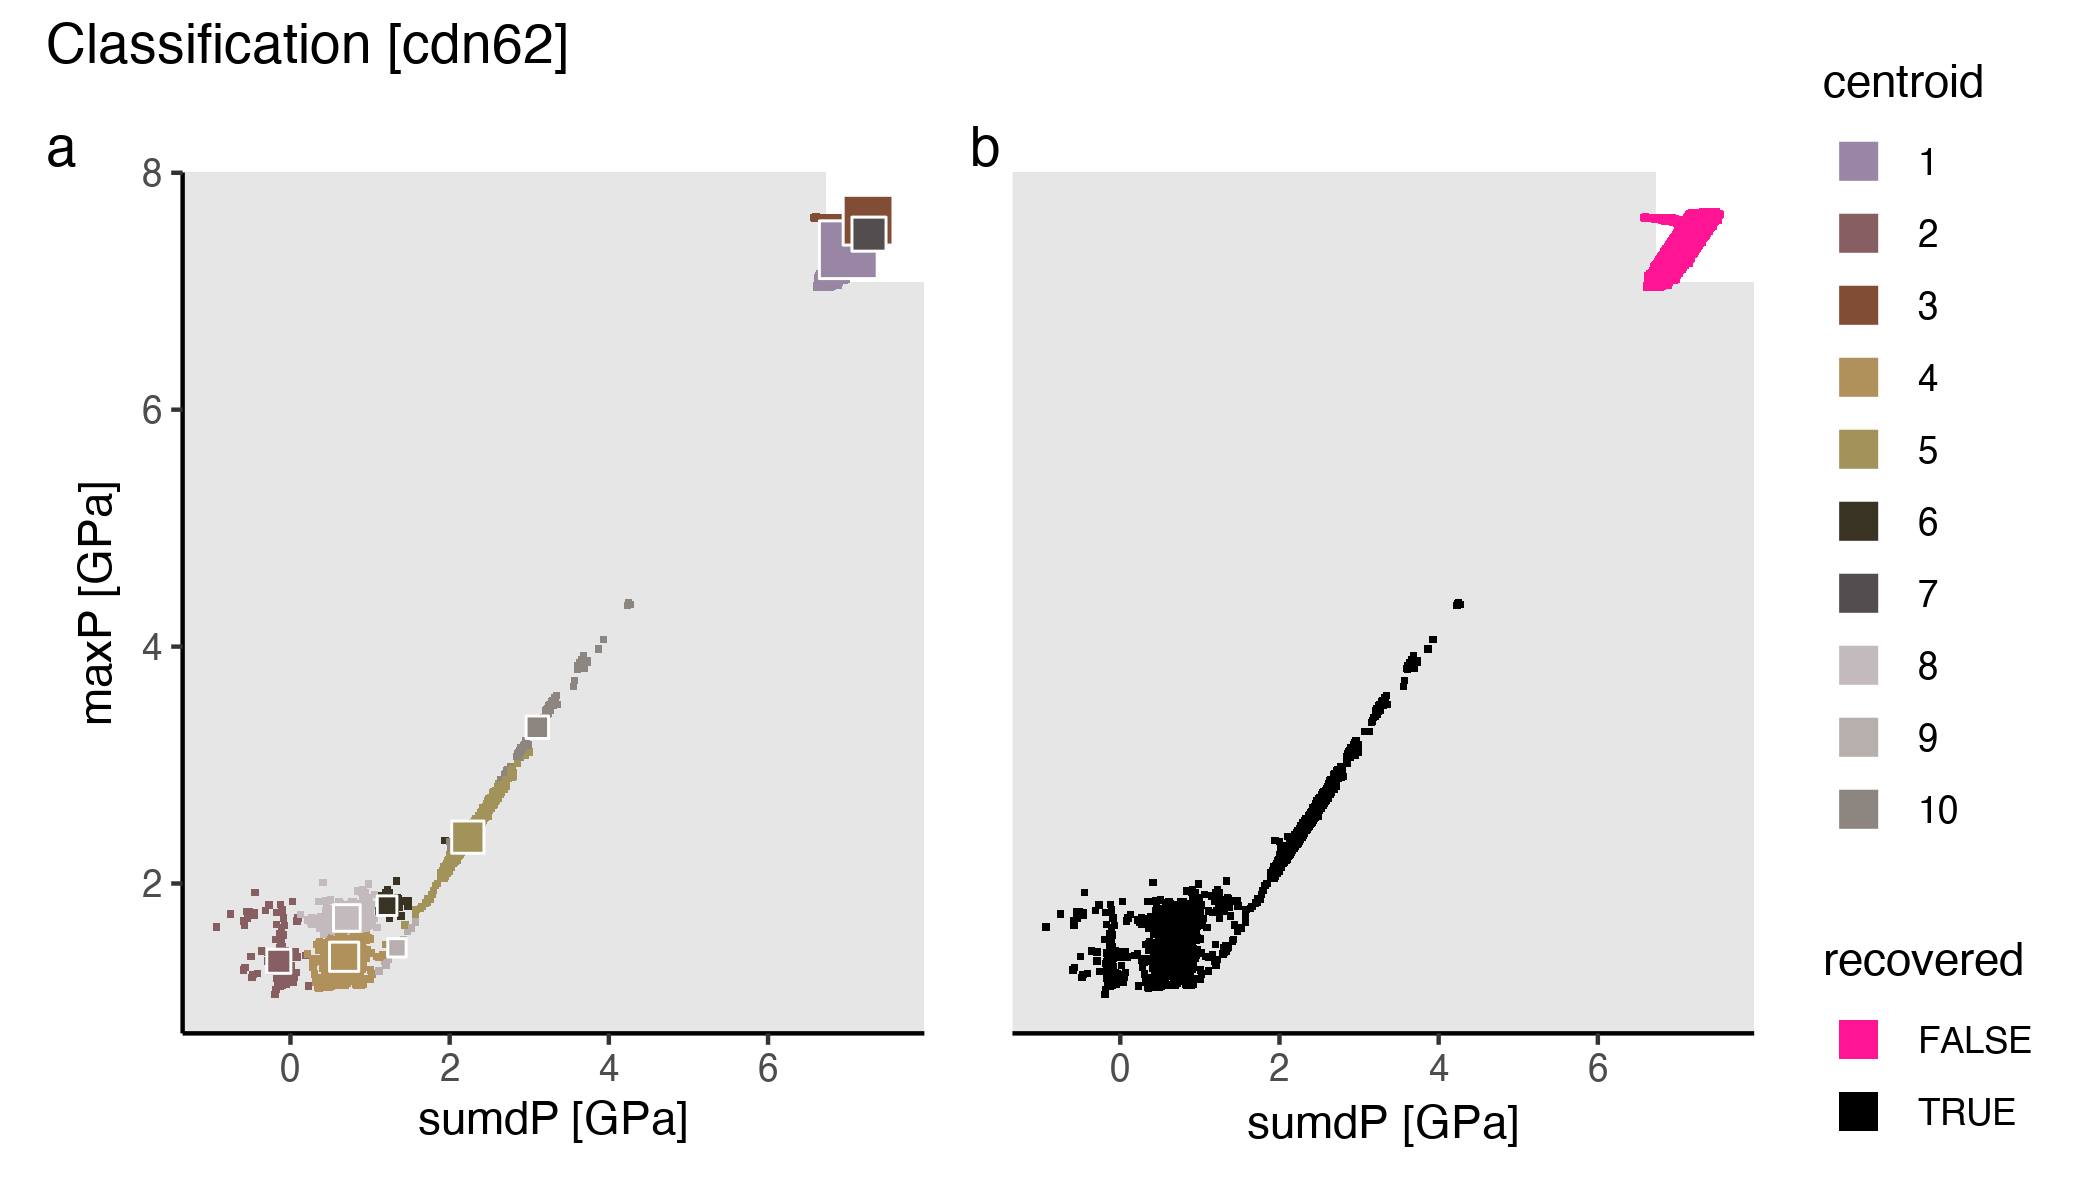 Classification [cdn62]
a
b
8
6
4
2
maxP [GPa]
0 2 4 6
sumdP [GPa]
0 2 4 6
sumdP [GPa]
centroid
1
2
3
4
5
6
7
8
9
10
recovered
FALSE
TRUE